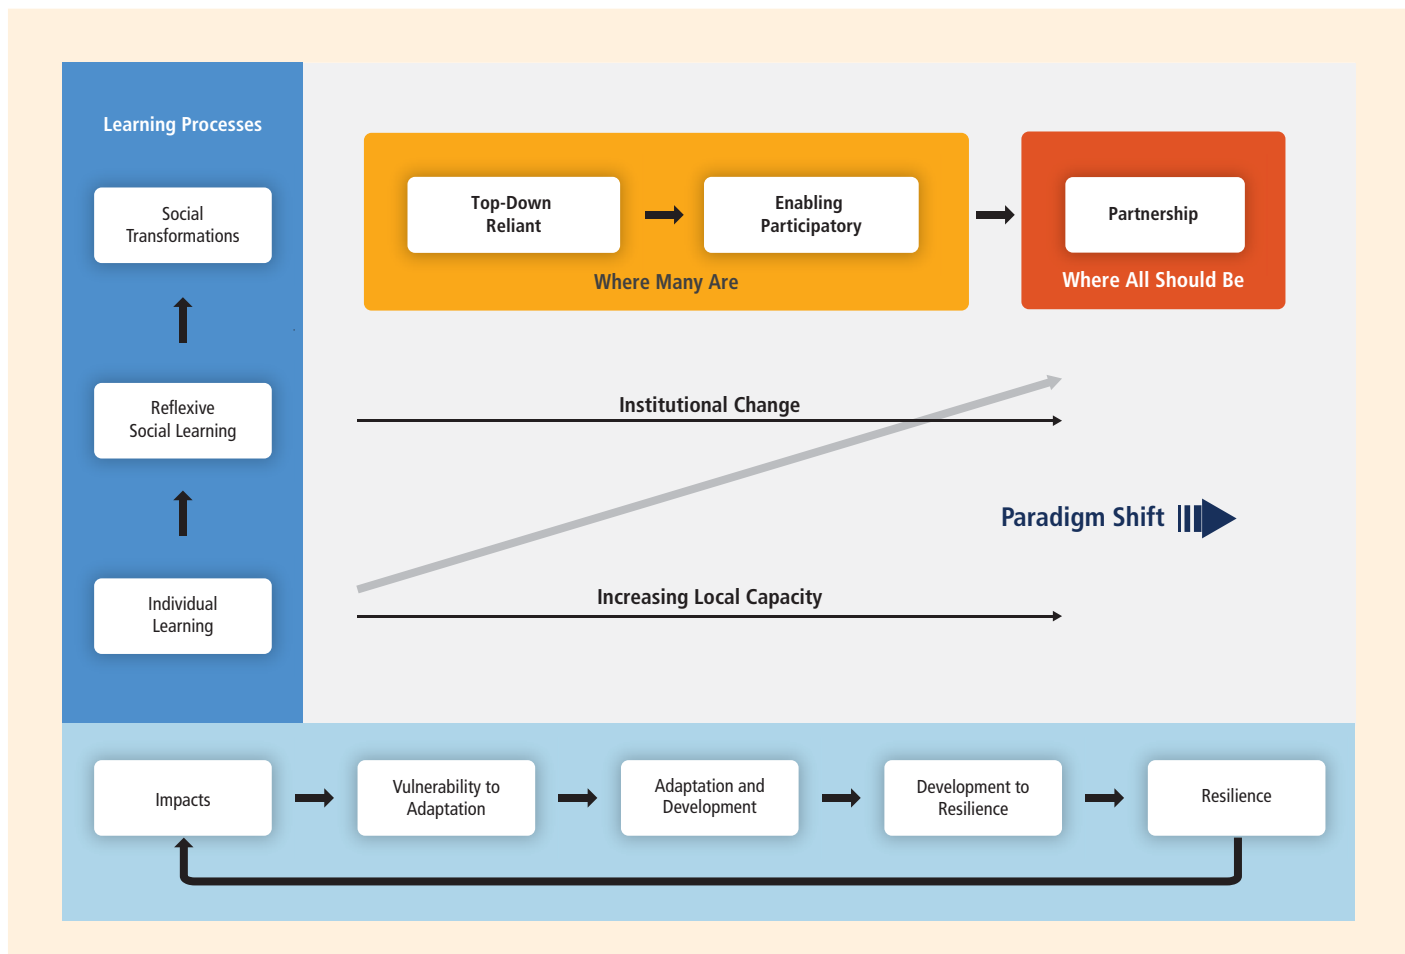 Learning Processes
Social
Transformations
Reflexive
Social Learning
Individual
Learning
Top-Down
Reliant
Enabling
Participatory
Where Many Are
Partnership
Where All Should Be
Institutional Change
Paradigm Shift
Increasing Local Capacity
Impacts
Vulnerability to
Adaptation
Adaptation and
Development
Development to
Resilience
Resilience